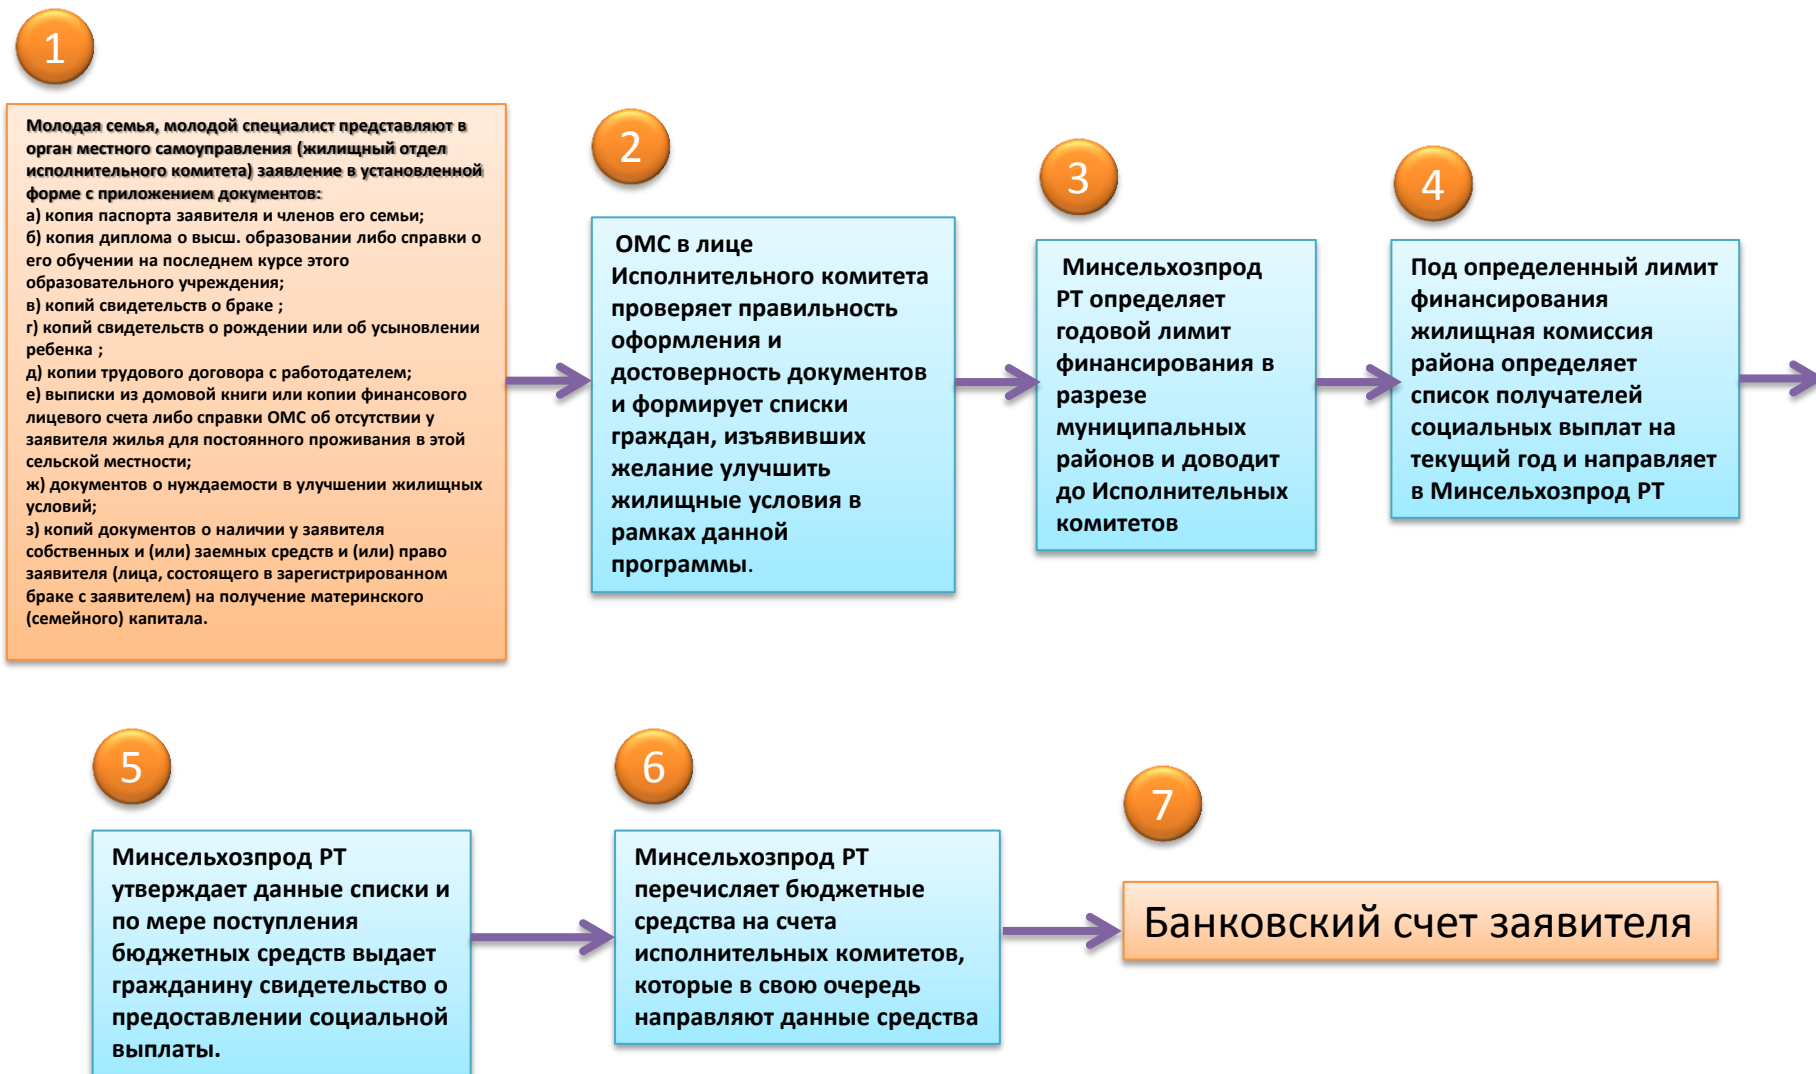 1
Молодая семья, молодой специалист представляют в
орган местного самоуправления (жилищный отдел
исполнительного комитета) заявление в установленной
форме с приложением документов:
а) копия паспорта заявителя и членов его семьи;
б) копия диплома о высш. образовании либо справки о
его обучении на последнем курсе этого
образовательного учреждения;
в) копий свидетельств о браке ;
г) копий свидетельств о рождении или об усыновлении
ребенка ;
д) копии трудового договора с работодателем;
е) выписки из домовой книги или копии финансового
лицевого счета либо справки ОМС об отсутствии у
заявителя жилья для постоянного проживания в этой
сельской местности;
ж) документов о нуждаемости в улучшении жилищных
условий;
з) копий документов о наличии у заявителя
собственных и (или) заемных средств и (или) право
заявителя (лица, состоящего в зарегистрированном
браке с заявителем) на получение материнского
(семейного) капитала.
2
ОМС в лице
Исполнительного комитета
проверяет правильность
оформления и
достоверность документов
и формирует списки
граждан, изъявивших
желание улучшить
жилищные условия в
рамках данной
программы.
3
Минсельхозпрод
РТ определяет
годовой лимит
финансирования в
разрезе
муниципальных
районов и доводит
до Исполнительных
комитетов
4
Под определенный лимит
финансирования
жилищная комиссия
района определяет
список получателей
социальных выплат на
текущий год и направляет
в Минсельхозпрод РТ
5
Минсельхозпрод РТ
утверждает данные списки и
по мере поступления
бюджетных средств выдает
гражданину свидетельство о
предоставлении социальной
выплаты.
6
Минсельхозпрод РТ
перечисляет бюджетные
средства на счета
исполнительных комитетов,
которые в свою очередь
направляют данные средства
7
Банковский счет заявителя